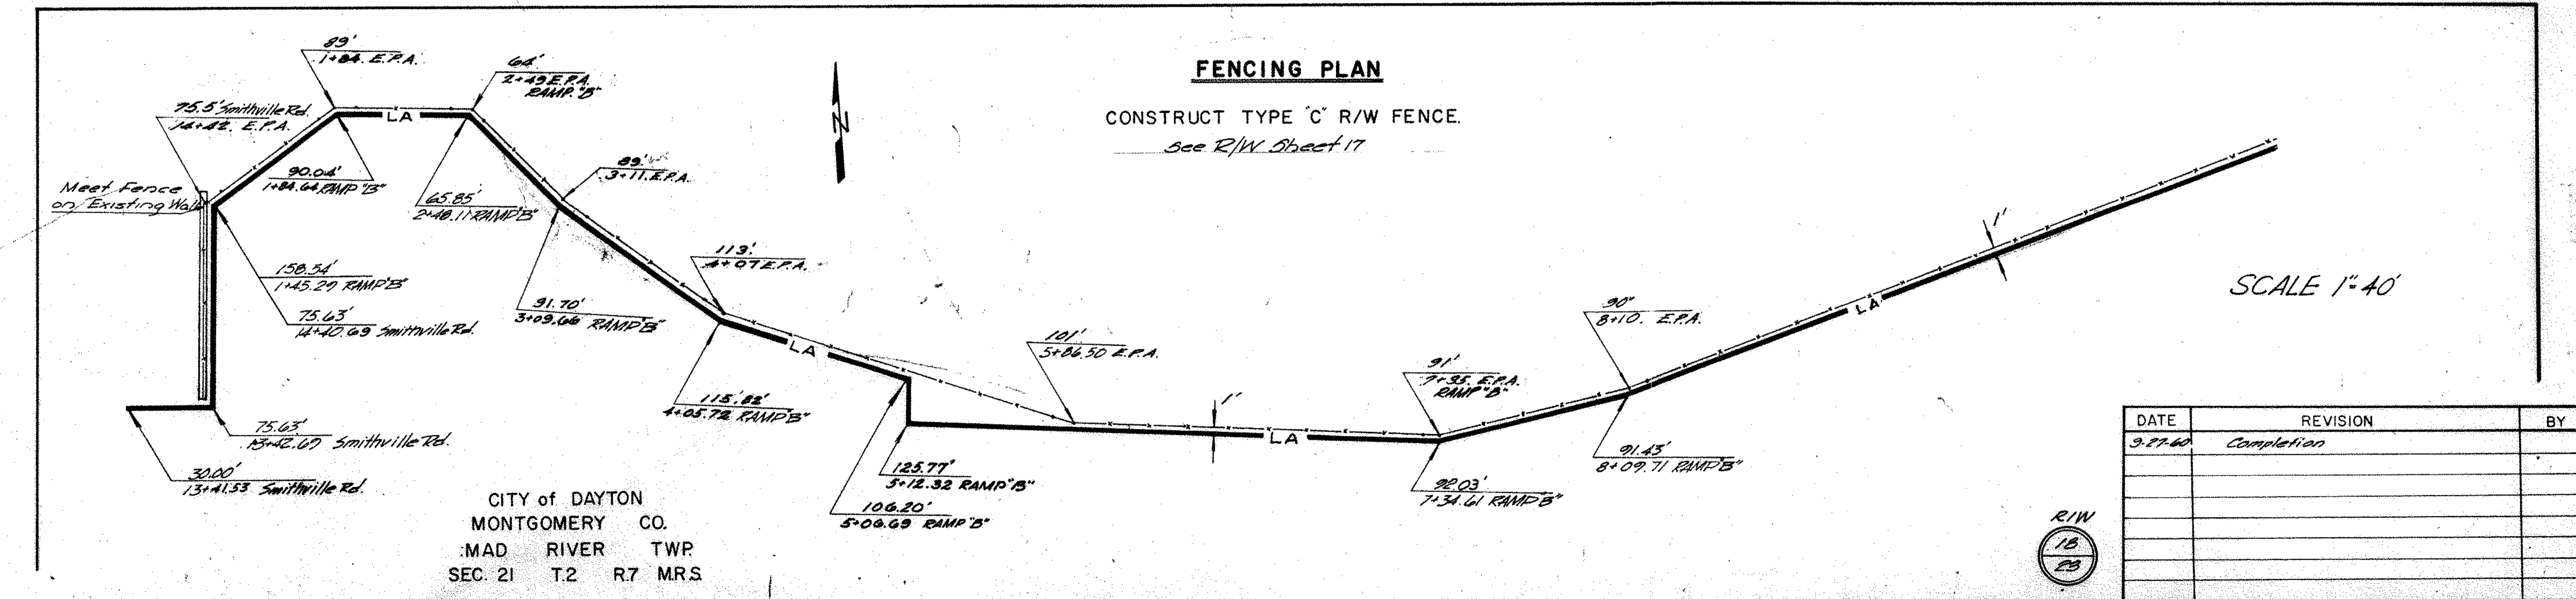 FENCING PLAN
CONSTRUCT TYPE "C" R/W FENCE.
see R/W Sheet 17
N
89'
1+84. E.P.A.
64'
2+49 E.P.A.
RAMP "B"
75.5' Smithville Rd.
14+42. E.P.A.
LA
Meet Fence
on Existing Wall
90.04'
1+84.64 RAMP "B"
65.85'
2+48.11 RAMP "B"
89'
3+11. E.P.A.
158.54'
1+45.29 RAMP "B"
75.63'
14+40.69 Smithville Rd.
91.70'
3+09.66 RAMP "B"
113.'
4+07 E.P.A.
LA
115.82'
4+05.72 RAMP "B"
101'
5+86.50 E.P.A.
1'
LA
91'
7+35. E.P.A.
RAMP "B"
90"
8+10. E.P.A.
LA
1'
SCALE 1"=40'
75.63'
13+42.69 Smithville Rd.
30.00'
13+41.53 Smithville Rd.
125.77'
5+12.32 RAMP "B"
106.20'
5+06.69 RAMP "B"
92.03'
7+34.61 RAMP "B"
91.43'
8+09.71 RAMP "B"
CITY of DAYTON
MONTGOMERY CO.
MAD RIVER TWP.
SEC. 21 T.2 R.7 M.R.S.
R/W
18
23
DATE REVISION BY
9-27-60 Completion